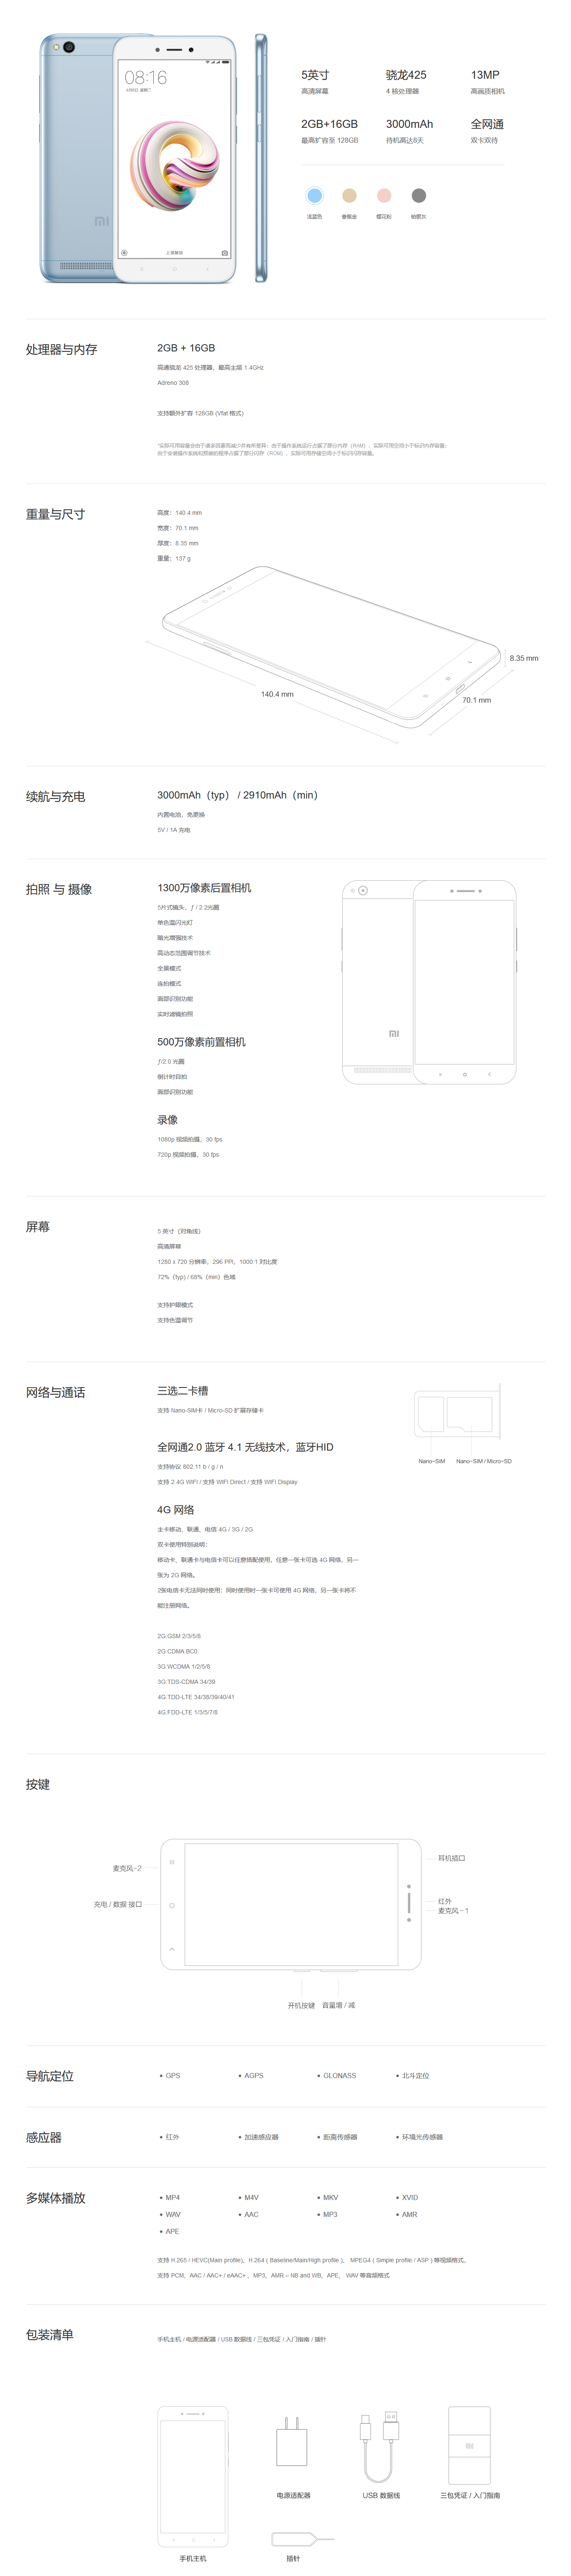 08:16
上滑解锁
5英寸
高清屏幕
骁龙425
4 核处理器
13MP
高画质相机
2GB+16GB
最高扩容至 128GB
3000mAh
待机高达8天
全网通
双卡双待
浅蓝色
香槟金
樱花粉
铂银灰
处理器与内存
2GB + 16GB
高通骁龙 425 处理器，最高主频 1.4GHz
Adreno 308
支持额外扩容 128GB (Vfat 格式)
*实际可用容量会由于诸多因素而减少并有所差异：由于操作系统运行占据了部分内存（RAM），实际可用空间小于标识内存容量；
由于安装操作系统和预装的程序占据了部分闪存（ROM），实际可用存储空间小于标识闪存容量。
重量与尺寸
高度：140.4 mm
宽度：70.1 mm
厚度：8.35 mm
重量：137 g
8.35 mm
140.4 mm
70.1 mm
续航与充电
3000mAh（typ） / 2910mAh（min）
内置电池，免更换
5V / 1A 充电
拍照 与 摄像
1300万像素后置相机
5片式镜头，ƒ / 2.2光圈
单色温闪光灯
曝光增强技术
高动态范围调节技术
全景模式
连拍模式
面部识别功能
实时滤镜拍照
mi
500万像素前置相机
ƒ/2.0 光圈
倒计时自拍
面部识别功能
录像
1080p 视频拍摄，30 fps
720p 视频拍摄，30 fps
屏幕
5 英寸（对角线）
高清屏幕
1280 x 720 分辨率，296 PPI，1000:1 对比度
72%（typ) / 68%（min）色域
支持护眼模式
支持色温调节
网络与通话
三选二卡槽
支持 Nano-SIM卡 / Micro-SD 扩展存储卡
Nano-SIM
Nano-SIM / Micro-SD
全网通2.0 蓝牙 4.1 无线技术，蓝牙HID
支持协议 802.11 b / g / n
支持 2.4G WIFI / 支持 WIFI Direct / 支持 WIFI Display
4G 网络
主卡移动、联通、电信 4G / 3G / 2G
双卡使用特别说明：
移动卡、联通卡与电信卡可以任意搭配使用，任意一张卡可选 4G 网络，另一
张为 2G 网络。
2张电信卡无法同时使用：同时使用时一张卡可使用 4G 网络，另一张卡将不
能注册网络。
2G:GSM 2/3/5/8
2G:CDMA BC0
3G:WCDMA 1/2/5/8
3G:TDS-CDMA 34/39
4G:TDD-LTE 34/38/39/40/41
4G:FDD-LTE 1/3/5/7/8
按键
麦克风-2
充电 / 数据 接口
耳机插口
红外
麦克风-1
开机按键
音量增 / 减
导航定位
GPS
AGPS
GLONASS
北斗定位
感应器
红外
加速感应器
距离传感器
环境光传感器
多媒体播放
MP4
M4V
MKV
XVID
WAV
AAC
MP3
AMR
APE
支持 H.265 / HEVC(Main profile)、H.264 ( Baseline/Main/High profile )、 MPEG4 ( Simple profile / ASP ) 等视频格式。
支持 PCM、AAC / AAC+ / eAAC+ 、MP3、AMR – NB and WB、APE、 WAV 等音频格式
包装清单
手机主机 / 电源适配器 / USB 数据线 / 三包凭证 / 入门指南 / 插针
电源适配器
USB 数据线
三包凭证 / 入门指南
手机主机
插针